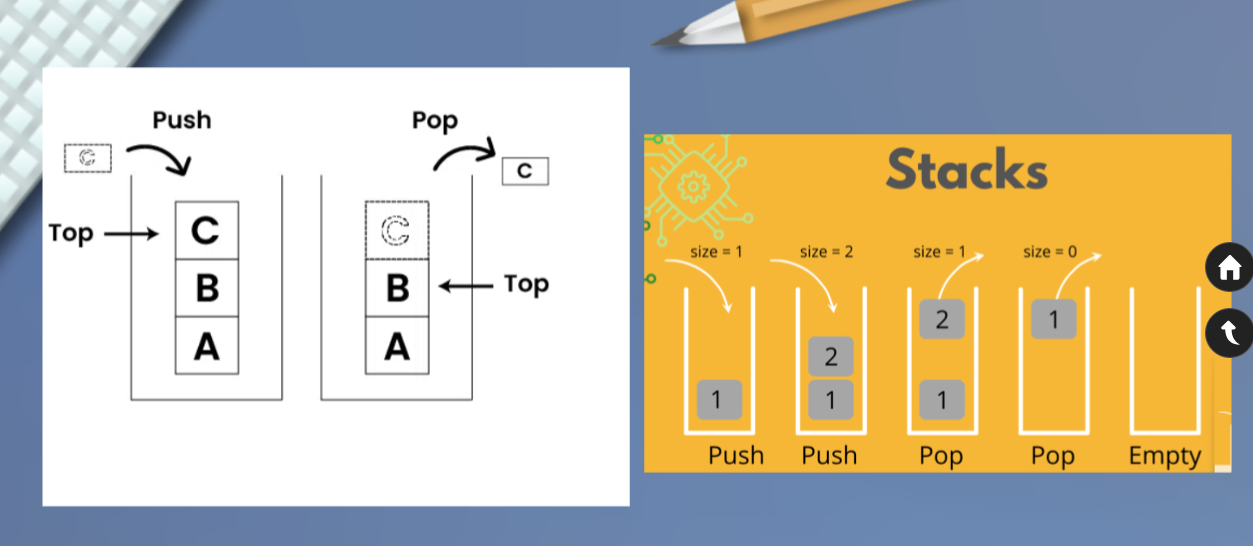 Push
C
Top
C
B
A
Pop
C
C
B
Top
A
Stacks
size = 1
size = 2
size = 1
size = 0
1
2
1
2
1
1
Push
Push
Pop
Pop
Empty